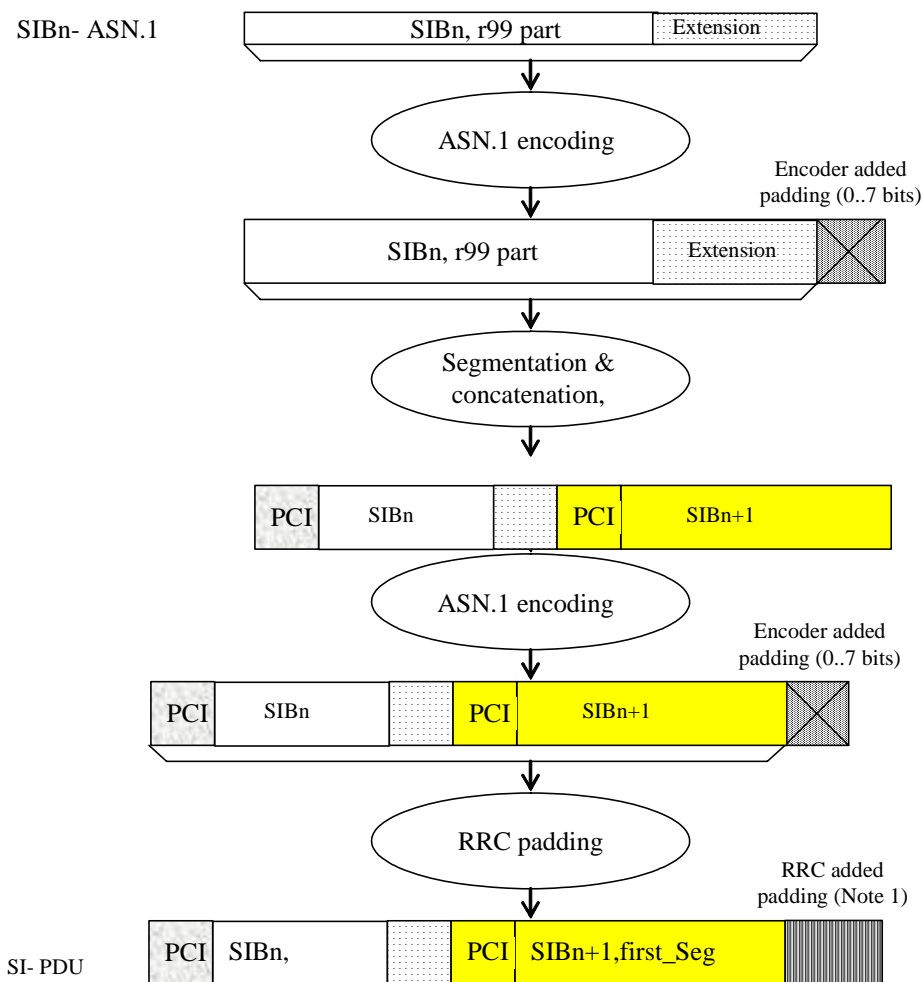 SIBn- ASN.1
SIBn, r99 part Extension
ASN.1 encoding
Encoder added
padding (0..7 bits)
SIBn, r99 part Extension
Segmentation &
concatenation,
PCI SIBn PCI SIBn+1
ASN.1 encoding
Encoder added
padding (0..7 bits)
PCI SIBn PCI SIBn+1
RRC padding
RRC added
padding (Note 1)
SI- PDU PCI SIBn, PCI SIBn+1,first_Seg